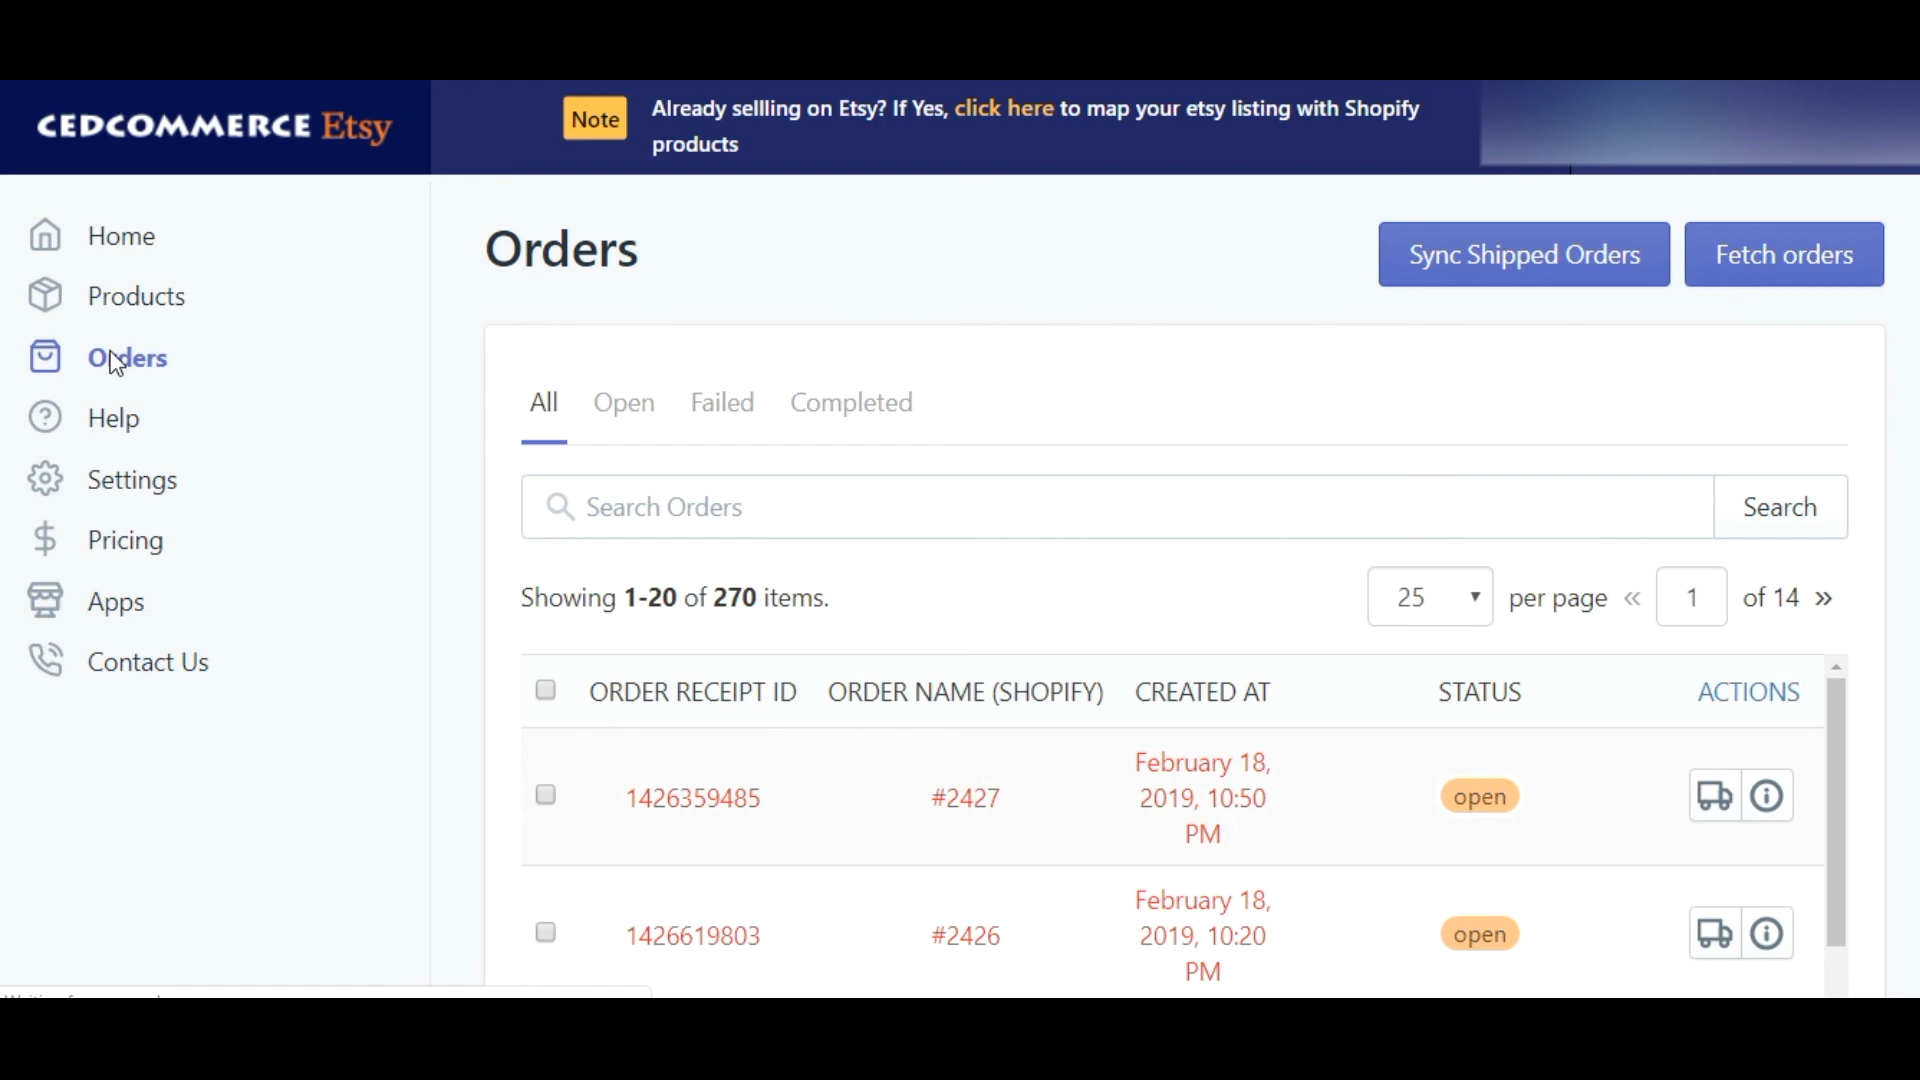 CEDCOMMERCE Etsy
Note
Already sellling on Etsy? If Yes, click here to map your etsy listing with Shopify
products
Home
Products
Orders
Help
Settings
Pricing
Apps
Contact Us
Orders
Sync Shipped Orders
Fetch orders
All Open Failed Completed
Search Orders
Search
Showing 1-20 of 270 items.
25 per page « 1 of 14 »
ORDER RECEIPT ID ORDER NAME (SHOPIFY) CREATED AT STATUS ACTIONS
February 18,
1426359485 #2427 2019, 10:50 open
PM
February 18,
1426619803 #2426 2019, 10:20 open
PM